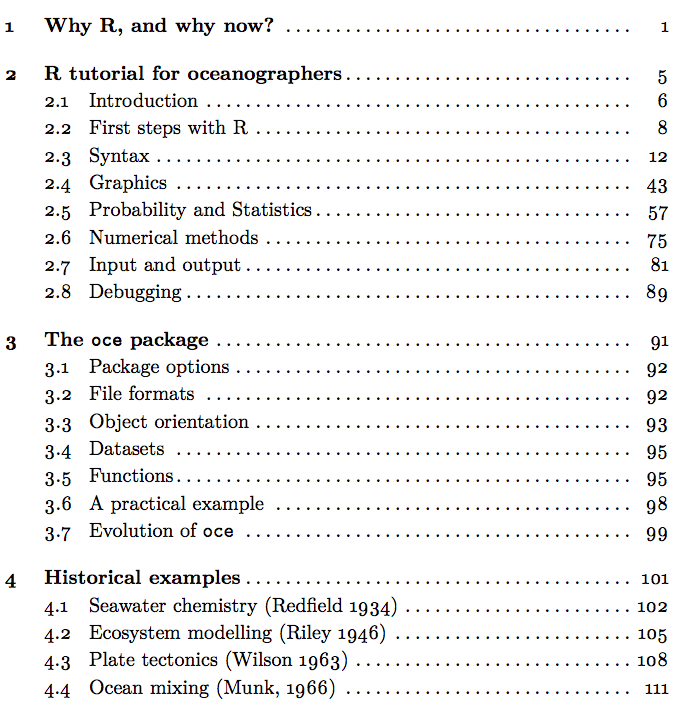 1 Why R, and why now? ................................... 1
2 R tutorial for oceanographers ............................. 5
2.1 Introduction ........................................... 6
2.2 First steps with R ...................................... 8
2.3 Syntax ................................................ 12
2.4 Graphics .............................................. 43
2.5 Probability and Statistics ................................ 57
2.6 Numerical methods ..................................... 75
2.7 Input and output ....................................... 81
2.8 Debugging ............................................. 89
3 The oce package .......................................... 91
3.1 Package options ........................................ 92
3.2 File formats ........................................... 92
3.3 Object orientation ...................................... 93
3.4 Datasets .............................................. 95
3.5 Functions .............................................. 95
3.6 A practical example .................................... 98
3.7 Evolution of oce ....................................... 99
4 Historical examples ....................................... 101
4.1 Seawater chemistry (Redfield 1934) ....................... 102
4.2 Ecosystem modelling (Riley 1946) ........................ 105
4.3 Plate tectonics (Wilson 1963) ............................ 108
4.4 Ocean mixing (Munk, 1966) ............................. 111